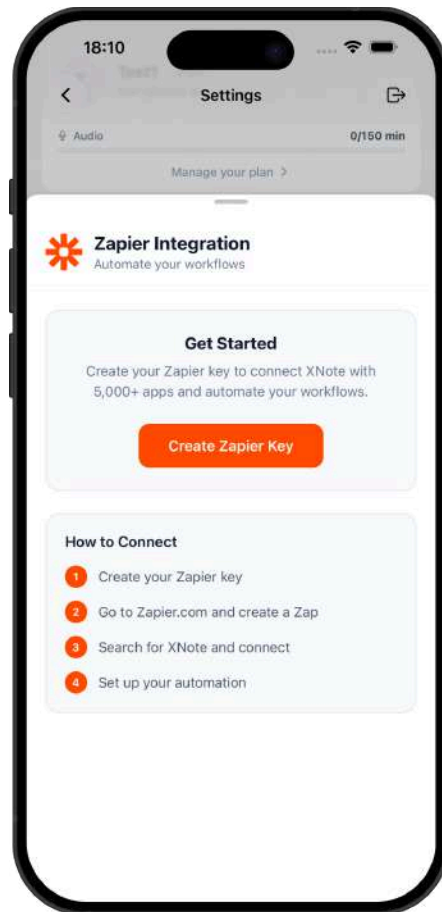 18:10
Settings
Audio 0/150 min
Manage your plan >
Zapier Integration
Automate your workflows
Get Started
Create your Zapier key to connect XNote with
5,000+ apps and automate your workflows.
Create Zapier Key
How to Connect
1 Create your Zapier key
2 Go to Zapier.com and create a Zap
3 Search for XNote and connect
4 Set up your automation